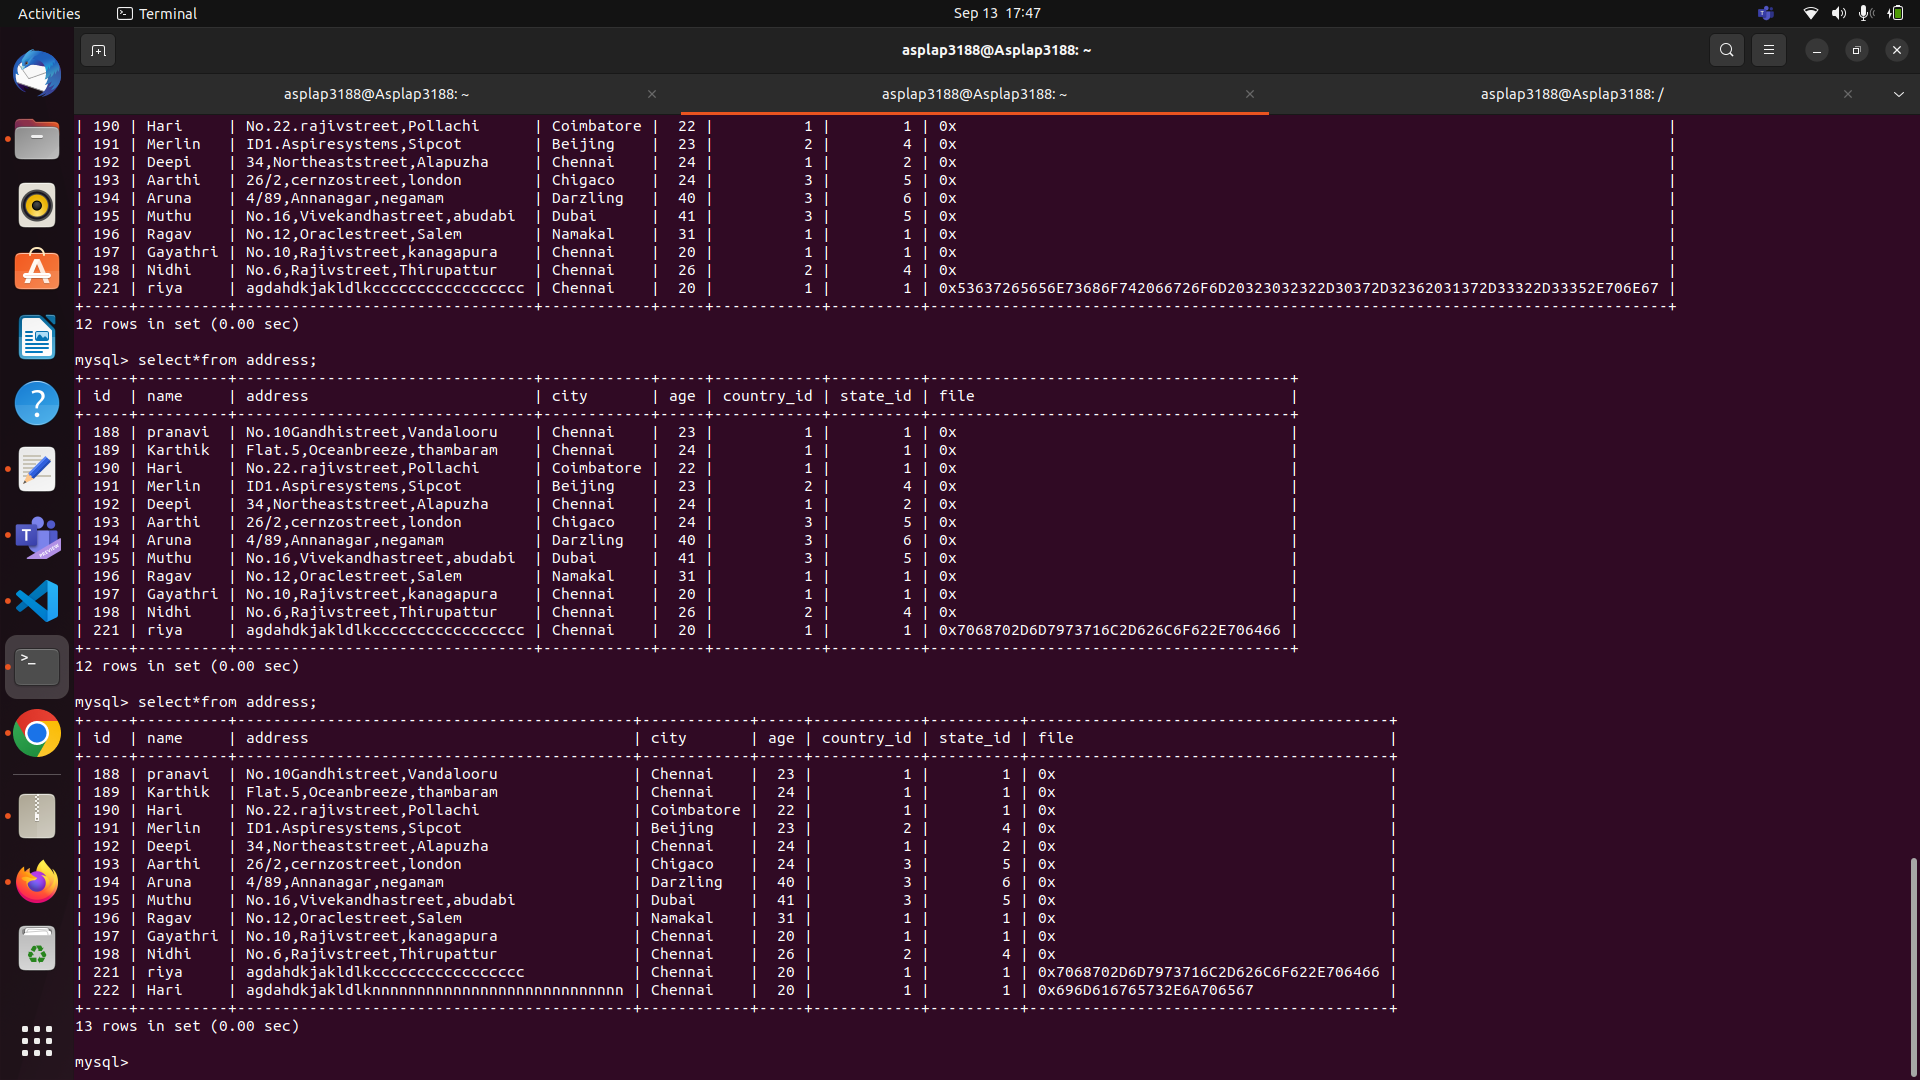 Activities Terminal Sep 13 17:47
asplap3188@Asplap3188: ~
asplap3188@Asplap3188: ~ asplap3188@Asplap3188: ~ asplap3188@Asplap3188: /
| 190 | Hari | No.22.rajivstreet,Pollachi | Coimbatore | 22 | 1 | 1 | 0x |
| 191 | Merlin | ID1.Aspiresystems,Sipcot | Beijing | 23 | 2 | 4 | 0x |
| 192 | Deepi | 34,Northeaststreet,Alapuzha | Chennai | 24 | 1 | 2 | 0x |
| 193 | Aarthi | 26/2,cernzostreet,london | Chigaco | 24 | 3 | 5 | 0x |
| 194 | Aruna | 4/89,Annanagar,negamam | Darzling | 40 | 3 | 6 | 0x |
| 195 | Muthu | No.16,Vivekandhastreet,abudabi | Dubai | 41 | 3 | 5 | 0x |
| 196 | Ragav | No.12,Oraclestreet,Salem | Namakal | 31 | 1 | 1 | 0x |
| 197 | Gayathri | No.10,Rajivstreet,kanagapura | Chennai | 20 | 1 | 1 | 0x |
| 198 | Nidhi | No.6,Rajivstreet,Thirupattur | Chennai | 26 | 2 | 4 | 0x |
| 221 | riya | agdahdkjakldlkccccccccccccccccc | Chennai | 20 | 1 | 1 | 0x53637265656E73686F742066726F6D20323032322D30372D32362031372D33322D33352E706E67 |
12 rows in set (0.00 sec)
mysql> select*from address;
| id | name | address | city | age | country_id | state_id | file |
| 188 | pranavi | No.10Gandhistreet,Vandalooru | Chennai | 23 | 1 | 1 | 0x |
| 189 | Karthik | Flat.5,Oceanbreeze,thambaram | Chennai | 24 | 1 | 1 | 0x |
| 190 | Hari | No.22.rajivstreet,Pollachi | Coimbatore | 22 | 1 | 1 | 0x |
| 191 | Merlin | ID1.Aspiresystems,Sipcot | Beijing | 23 | 2 | 4 | 0x |
| 192 | Deepi | 34,Northeaststreet,Alapuzha | Chennai | 24 | 1 | 2 | 0x |
| 193 | Aarthi | 26/2,cernzostreet,london | Chigaco | 24 | 3 | 5 | 0x |
| 194 | Aruna | 4/89,Annanagar,negamam | Darzling | 40 | 3 | 6 | 0x |
| 195 | Muthu | No.16,Vivekandhastreet,abudabi | Dubai | 41 | 3 | 5 | 0x |
| 196 | Ragav | No.12,Oraclestreet,Salem | Namakal | 31 | 1 | 1 | 0x |
| 197 | Gayathri | No.10,Rajivstreet,kanagapura | Chennai | 20 | 1 | 1 | 0x |
| 198 | Nidhi | No.6,Rajivstreet,Thirupattur | Chennai | 26 | 2 | 4 | 0x |
| 221 | riya | agdahdkjakldlkccccccccccccccccc | Chennai | 20 | 1 | 1 | 0x7068702D6D7973716C2D626C6F622E706466 |
12 rows in set (0.00 sec)
mysql> select*from address;
| id | name | address | city | age | country_id | state_id | file |
| 188 | pranavi | No.10Gandhistreet,Vandalooru | Chennai | 23 | 1 | 1 | 0x |
| 189 | Karthik | Flat.5,Oceanbreeze,thambaram | Chennai | 24 | 1 | 1 | 0x |
| 190 | Hari | No.22.rajivstreet,Pollachi | Coimbatore | 22 | 1 | 1 | 0x |
| 191 | Merlin | ID1.Aspiresystems,Sipcot | Beijing | 23 | 2 | 4 | 0x |
| 192 | Deepi | 34,Northeaststreet,Alapuzha | Chennai | 24 | 1 | 2 | 0x |
| 193 | Aarthi | 26/2,cernzostreet,london | Chigaco | 24 | 3 | 5 | 0x |
| 194 | Aruna | 4/89,Annanagar,negamam | Darzling | 40 | 3 | 6 | 0x |
| 195 | Muthu | No.16,Vivekandhastreet,abudabi | Dubai | 41 | 3 | 5 | 0x |
| 196 | Ragav | No.12,Oraclestreet,Salem | Namakal | 31 | 1 | 1 | 0x |
| 197 | Gayathri | No.10,Rajivstreet,kanagapura | Chennai | 20 | 1 | 1 | 0x |
| 198 | Nidhi | No.6,Rajivstreet,Thirupattur | Chennai | 26 | 2 | 4 | 0x |
| 221 | riya | agdahdkjakldlkccccccccccccccccc | Chennai | 20 | 1 | 1 | 0x7068702D6D7973716C2D626C6F622E706466 |
| 222 | Hari | agdahdkjakldlknnnnnnnnnnnnnnnnnnnnnnnnnnnn | Chennai | 20 | 1 | 1 | 0x696D616765732E6A706567 |
13 rows in set (0.00 sec)
mysql>